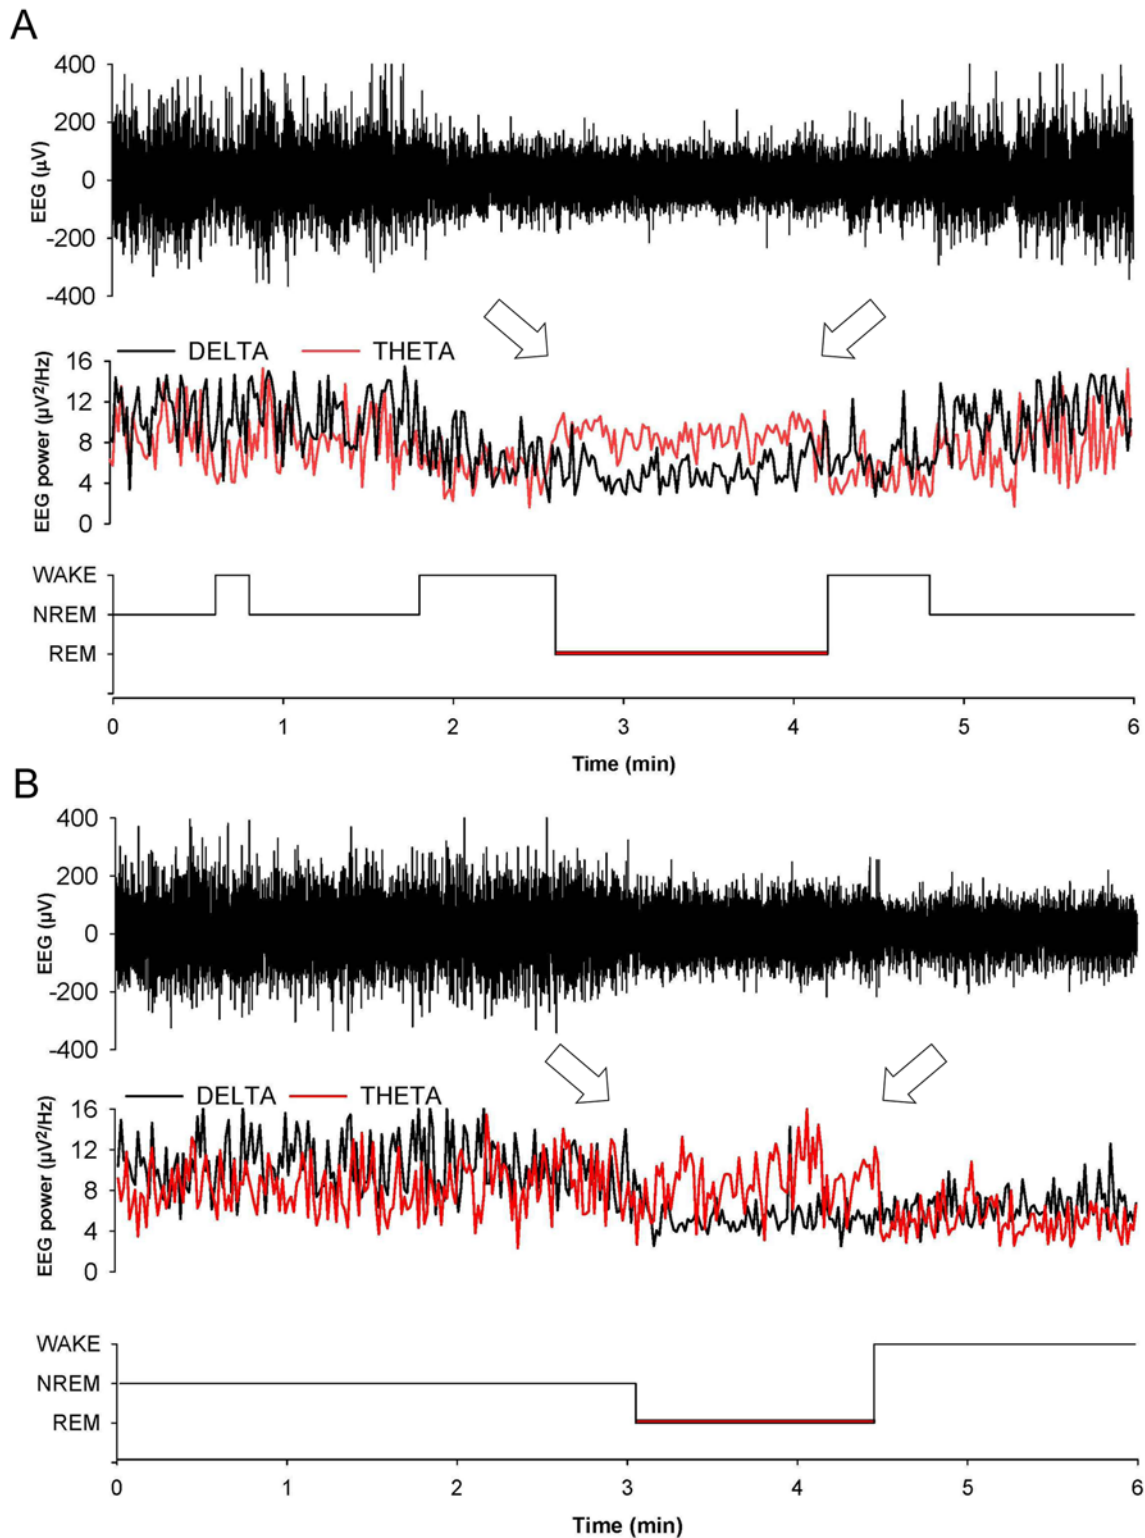 A
400
200
0
-200
-400
EEG (µV)
DELTA THETA
16
12
8
4
0
EEG power (µV²/Hz)
WAKE
NREM
REM
0 1 2 3 4 5 6
Time (min)
B
400
200
0
-200
-400
EEG (µV)
DELTA THETA
16
12
8
4
0
EEG power (µV²/Hz)
WAKE
NREM
REM
0 1 2 3 4 5 6
Time (min)